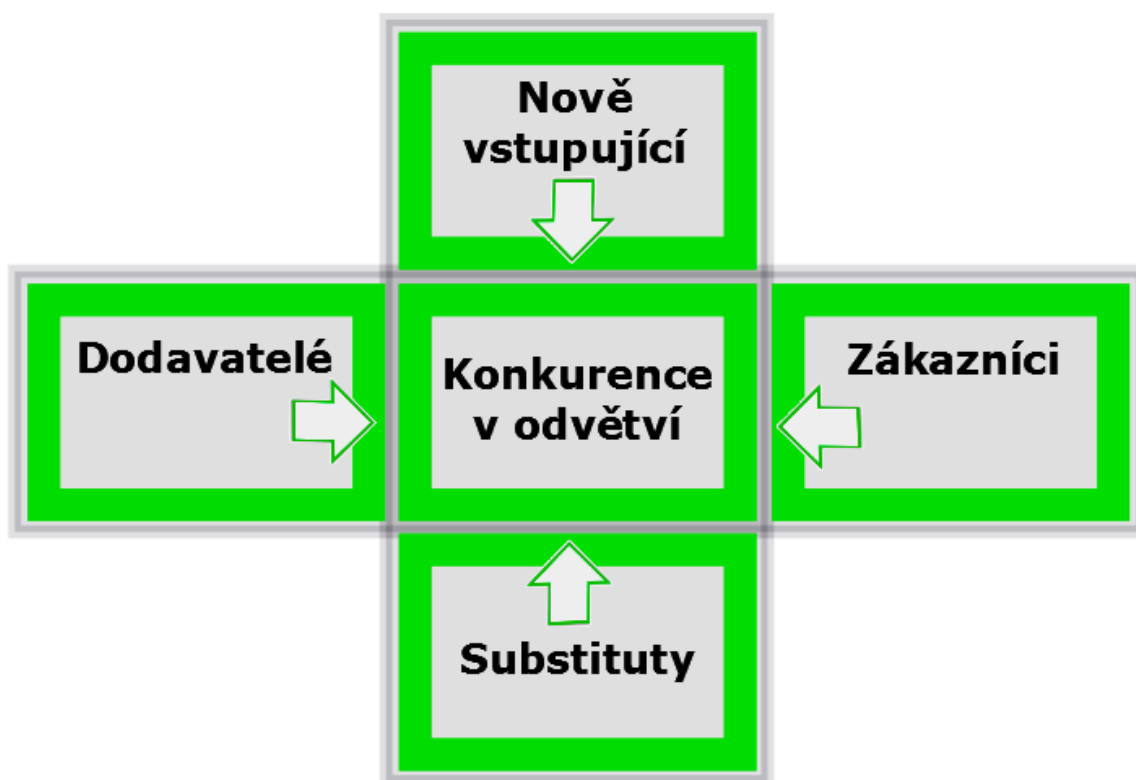 Nově
vstupující
Dodavatelé
Konkurence
v odvětví
Zákazníci
Substituty